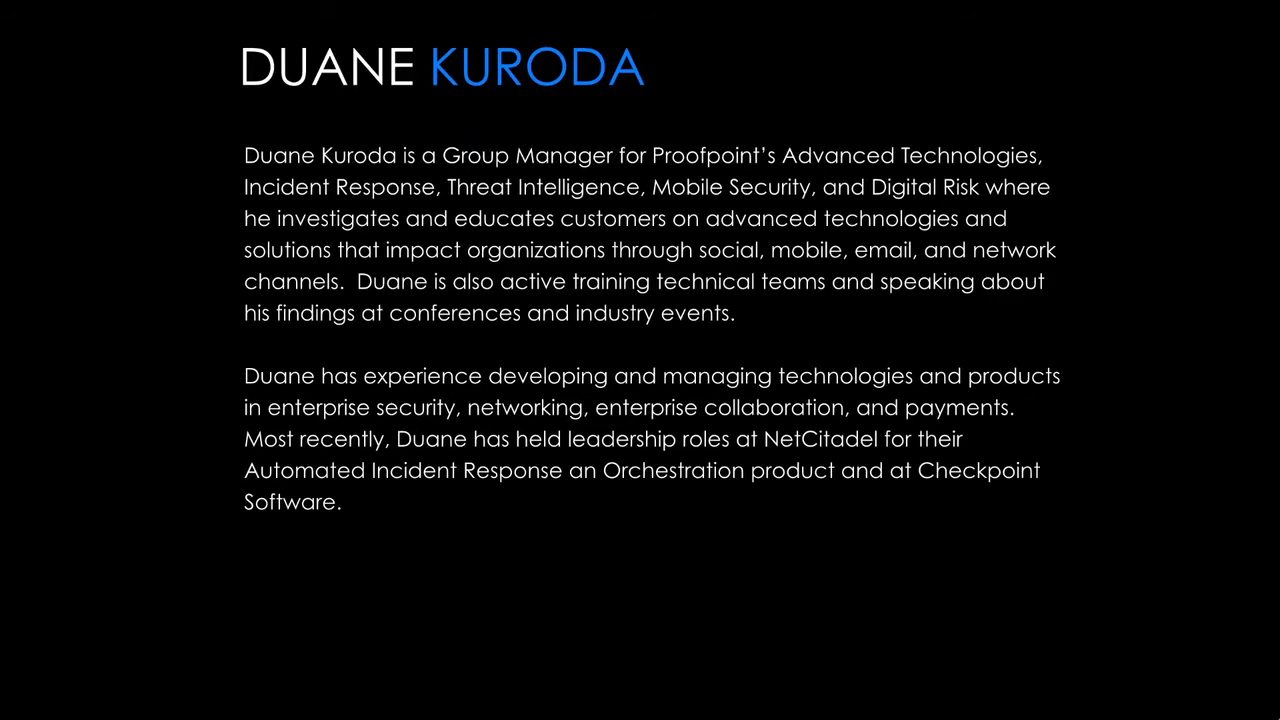 DUANE KURODA
Duane Kuroda is a Group Manager for Proofpoint’s Advanced Technologies,
Incident Response, Threat Intelligence, Mobile Security, and Digital Risk where
he investigates and educates customers on advanced technologies and
solutions that impact organizations through social, mobile, email, and network
channels.  Duane is also active training technical teams and speaking about
his findings at conferences and industry events.
Duane has experience developing and managing technologies and products
in enterprise security, networking, enterprise collaboration, and payments.
Most recently, Duane has held leadership roles at NetCitadel for their
Automated Incident Response an Orchestration product and at Checkpoint
Software.